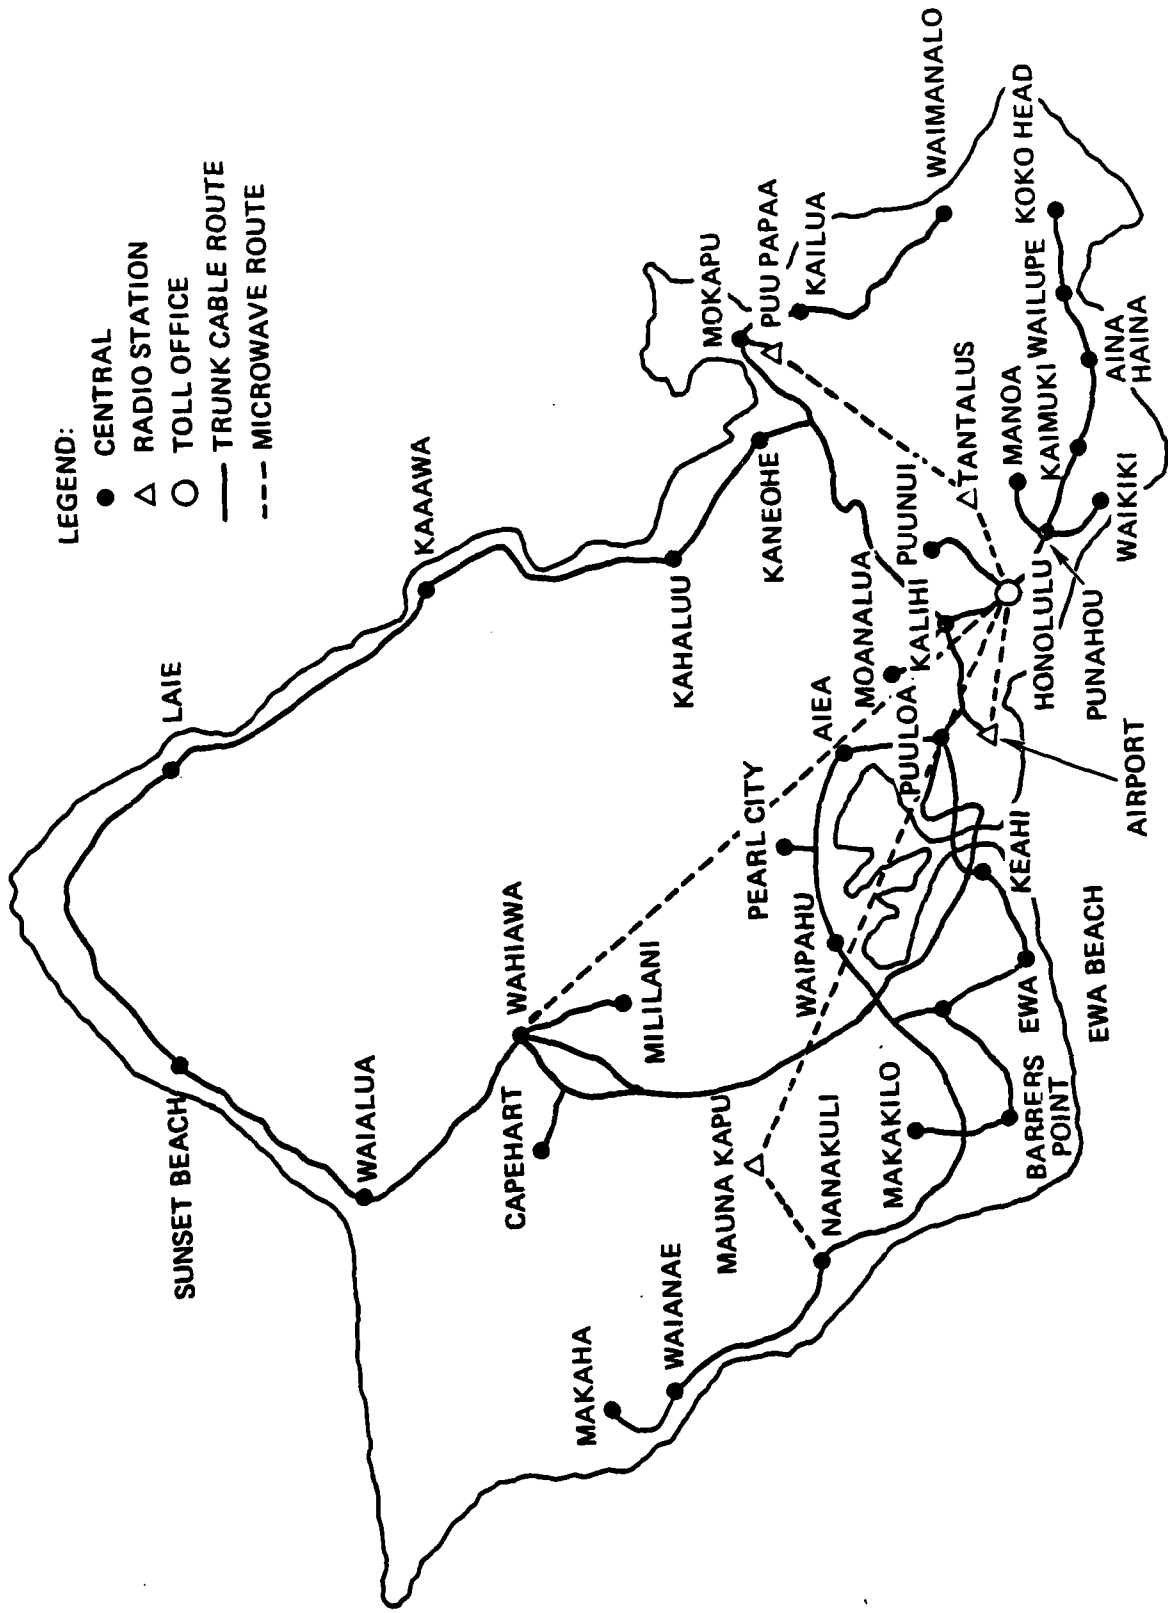 LEGEND:
CENTRAL
RADIO STATION
TOLL OFFICE
TRUNK CABLE ROUTE
MICROWAVE ROUTE
LAIE
SUNSET BEACH
KAAAWA
WAIALUA
WAHIAWA
CAPEHART
MILILANI
KAHALUU
KANEOHE
MOKAPU
PUU PAPAA
KAILUA
WAIMANALO
MAKAHA
WAIANAE
MAUNA KAPU
NANAKULI
MAKAKILO
WAIPAHU
PEARL CITY
AIEA
MOANALUA
PUULOA
KALIHI
PUUNUI
TANTALUS
MANOA
KAIMUKI
WAILUPE
KOKO HEAD
AINA
HAINA
WAIKIKI
HONOLULU
PUNAHOU
AIRPORT
KEAHI
EWA
EWA BEACH
BARRERS
POINT